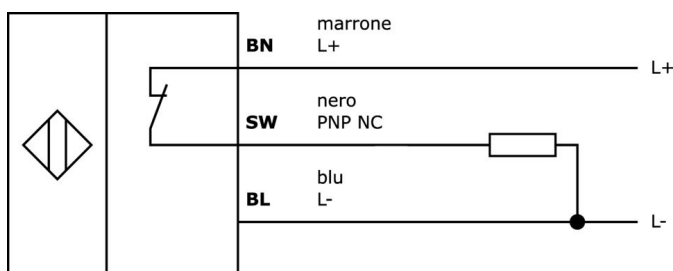 marrone
BN L+
L+
nero
SW PNP NC
blu
BL L-
L-